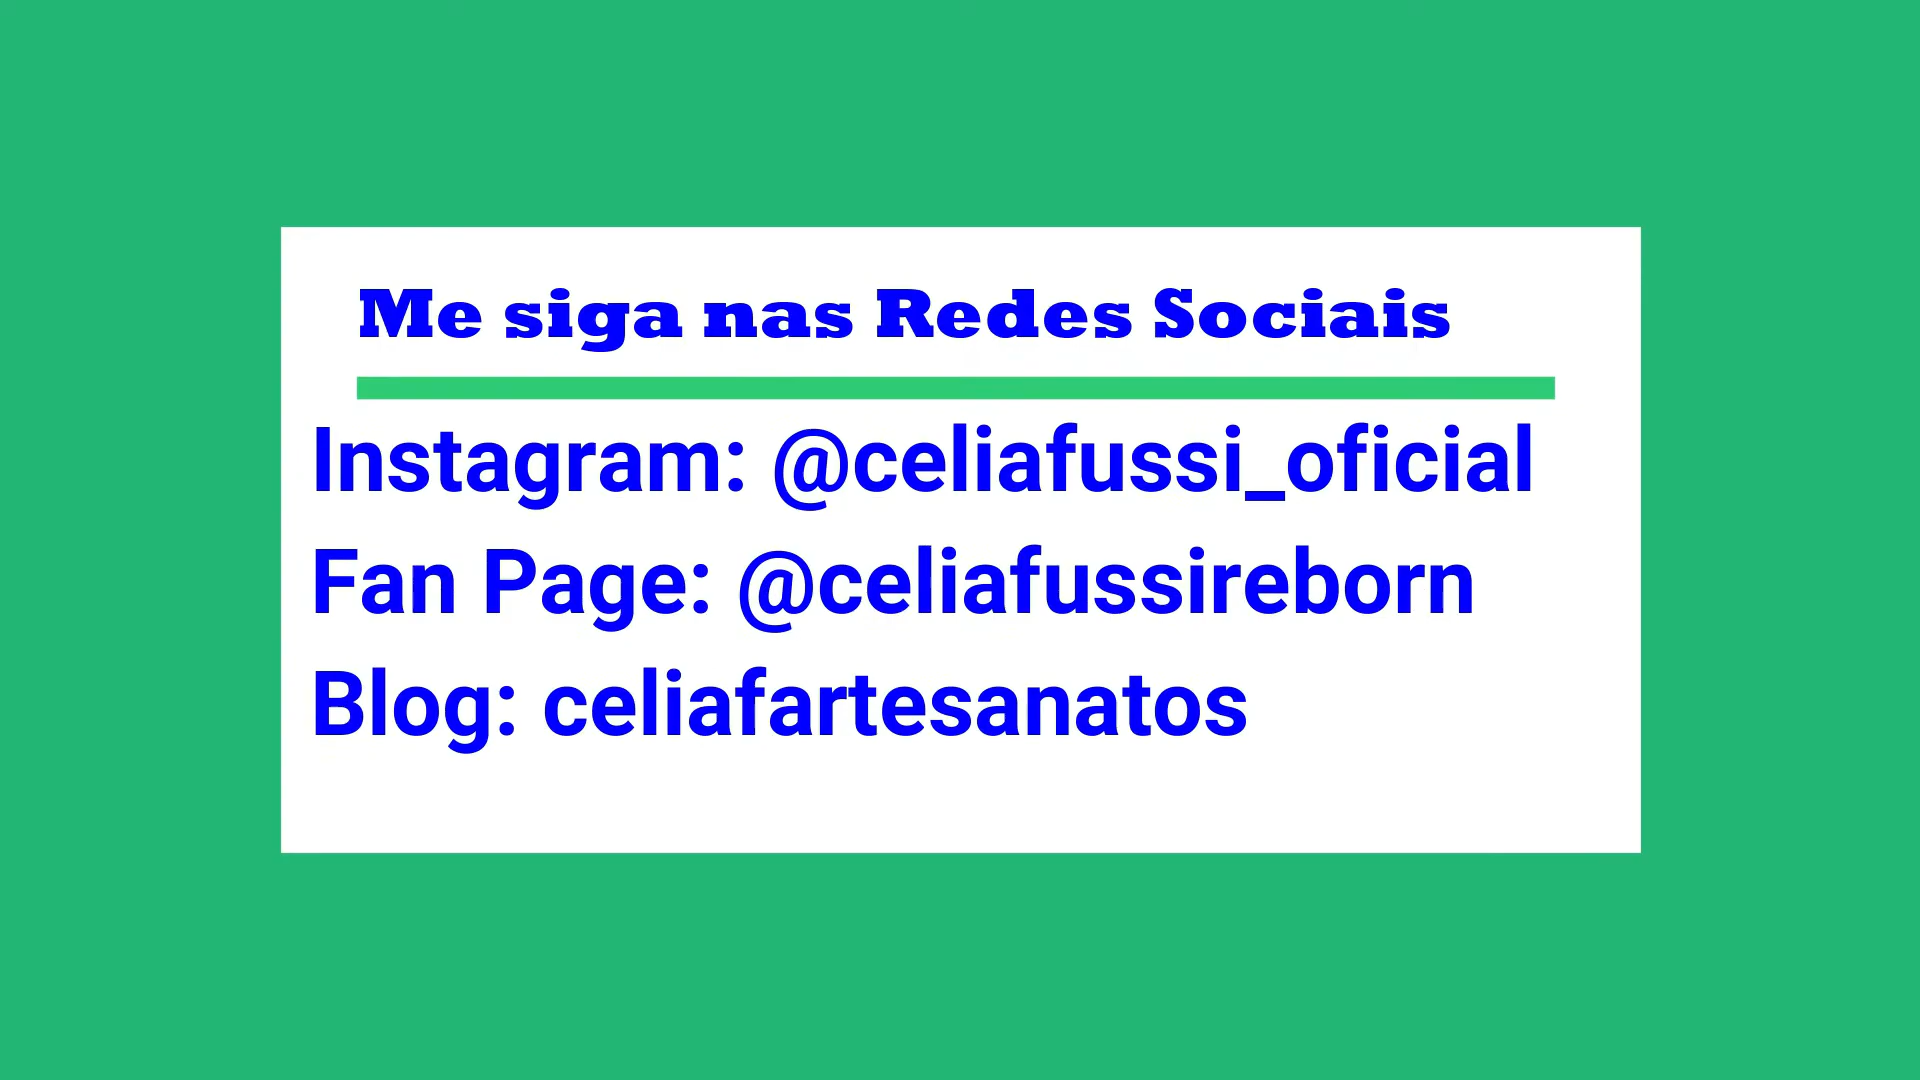 Me siga nas Redes Sociais
Instagram: @celiafussi_oficial
Fan Page: @celiafussireborn
Blog: celiafartesanatos